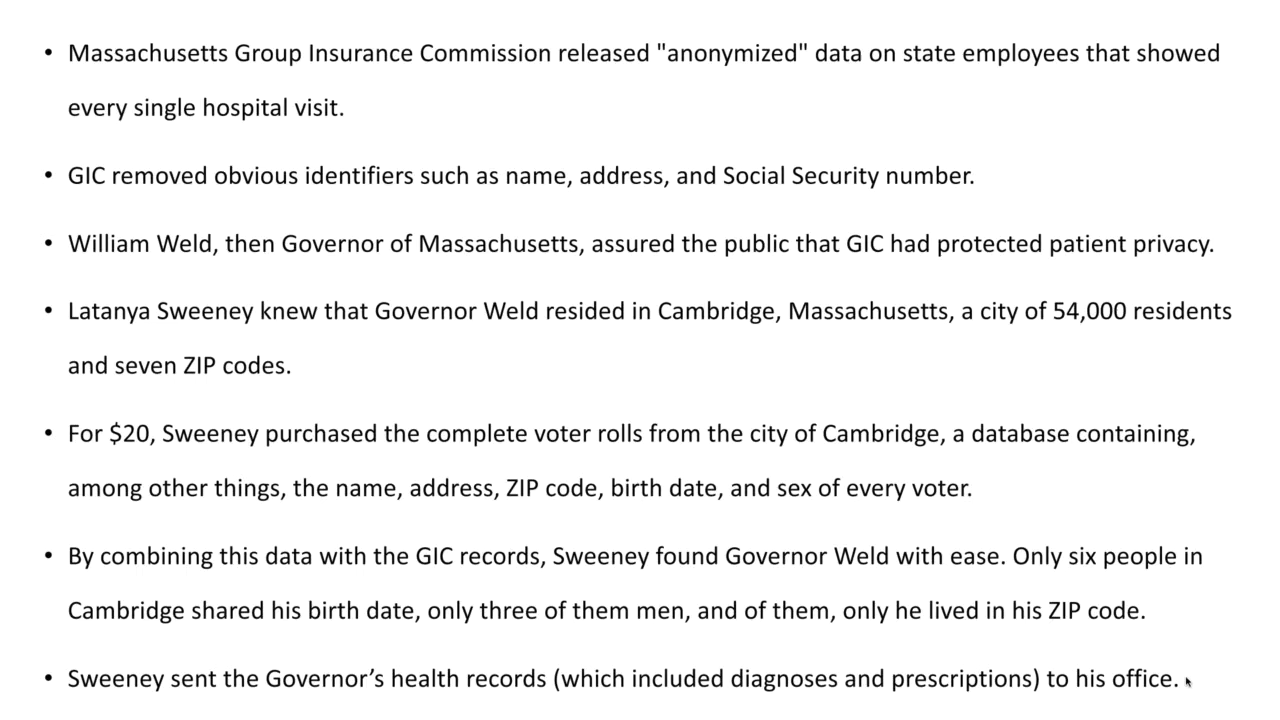 • Massachusetts Group Insurance Commission released "anonymized" data on state employees that showed
every single hospital visit.
• GIC removed obvious identifiers such as name, address, and Social Security number.
• William Weld, then Governor of Massachusetts, assured the public that GIC had protected patient privacy.
• Latanya Sweeney knew that Governor Weld resided in Cambridge, Massachusetts, a city of 54,000 residents
and seven ZIP codes.
• For $20, Sweeney purchased the complete voter rolls from the city of Cambridge, a database containing,
among other things, the name, address, ZIP code, birth date, and sex of every voter.
• By combining this data with the GIC records, Sweeney found Governor Weld with ease. Only six people in
Cambridge shared his birth date, only three of them men, and of them, only he lived in his ZIP code.
• Sweeney sent the Governor’s health records (which included diagnoses and prescriptions) to his office.